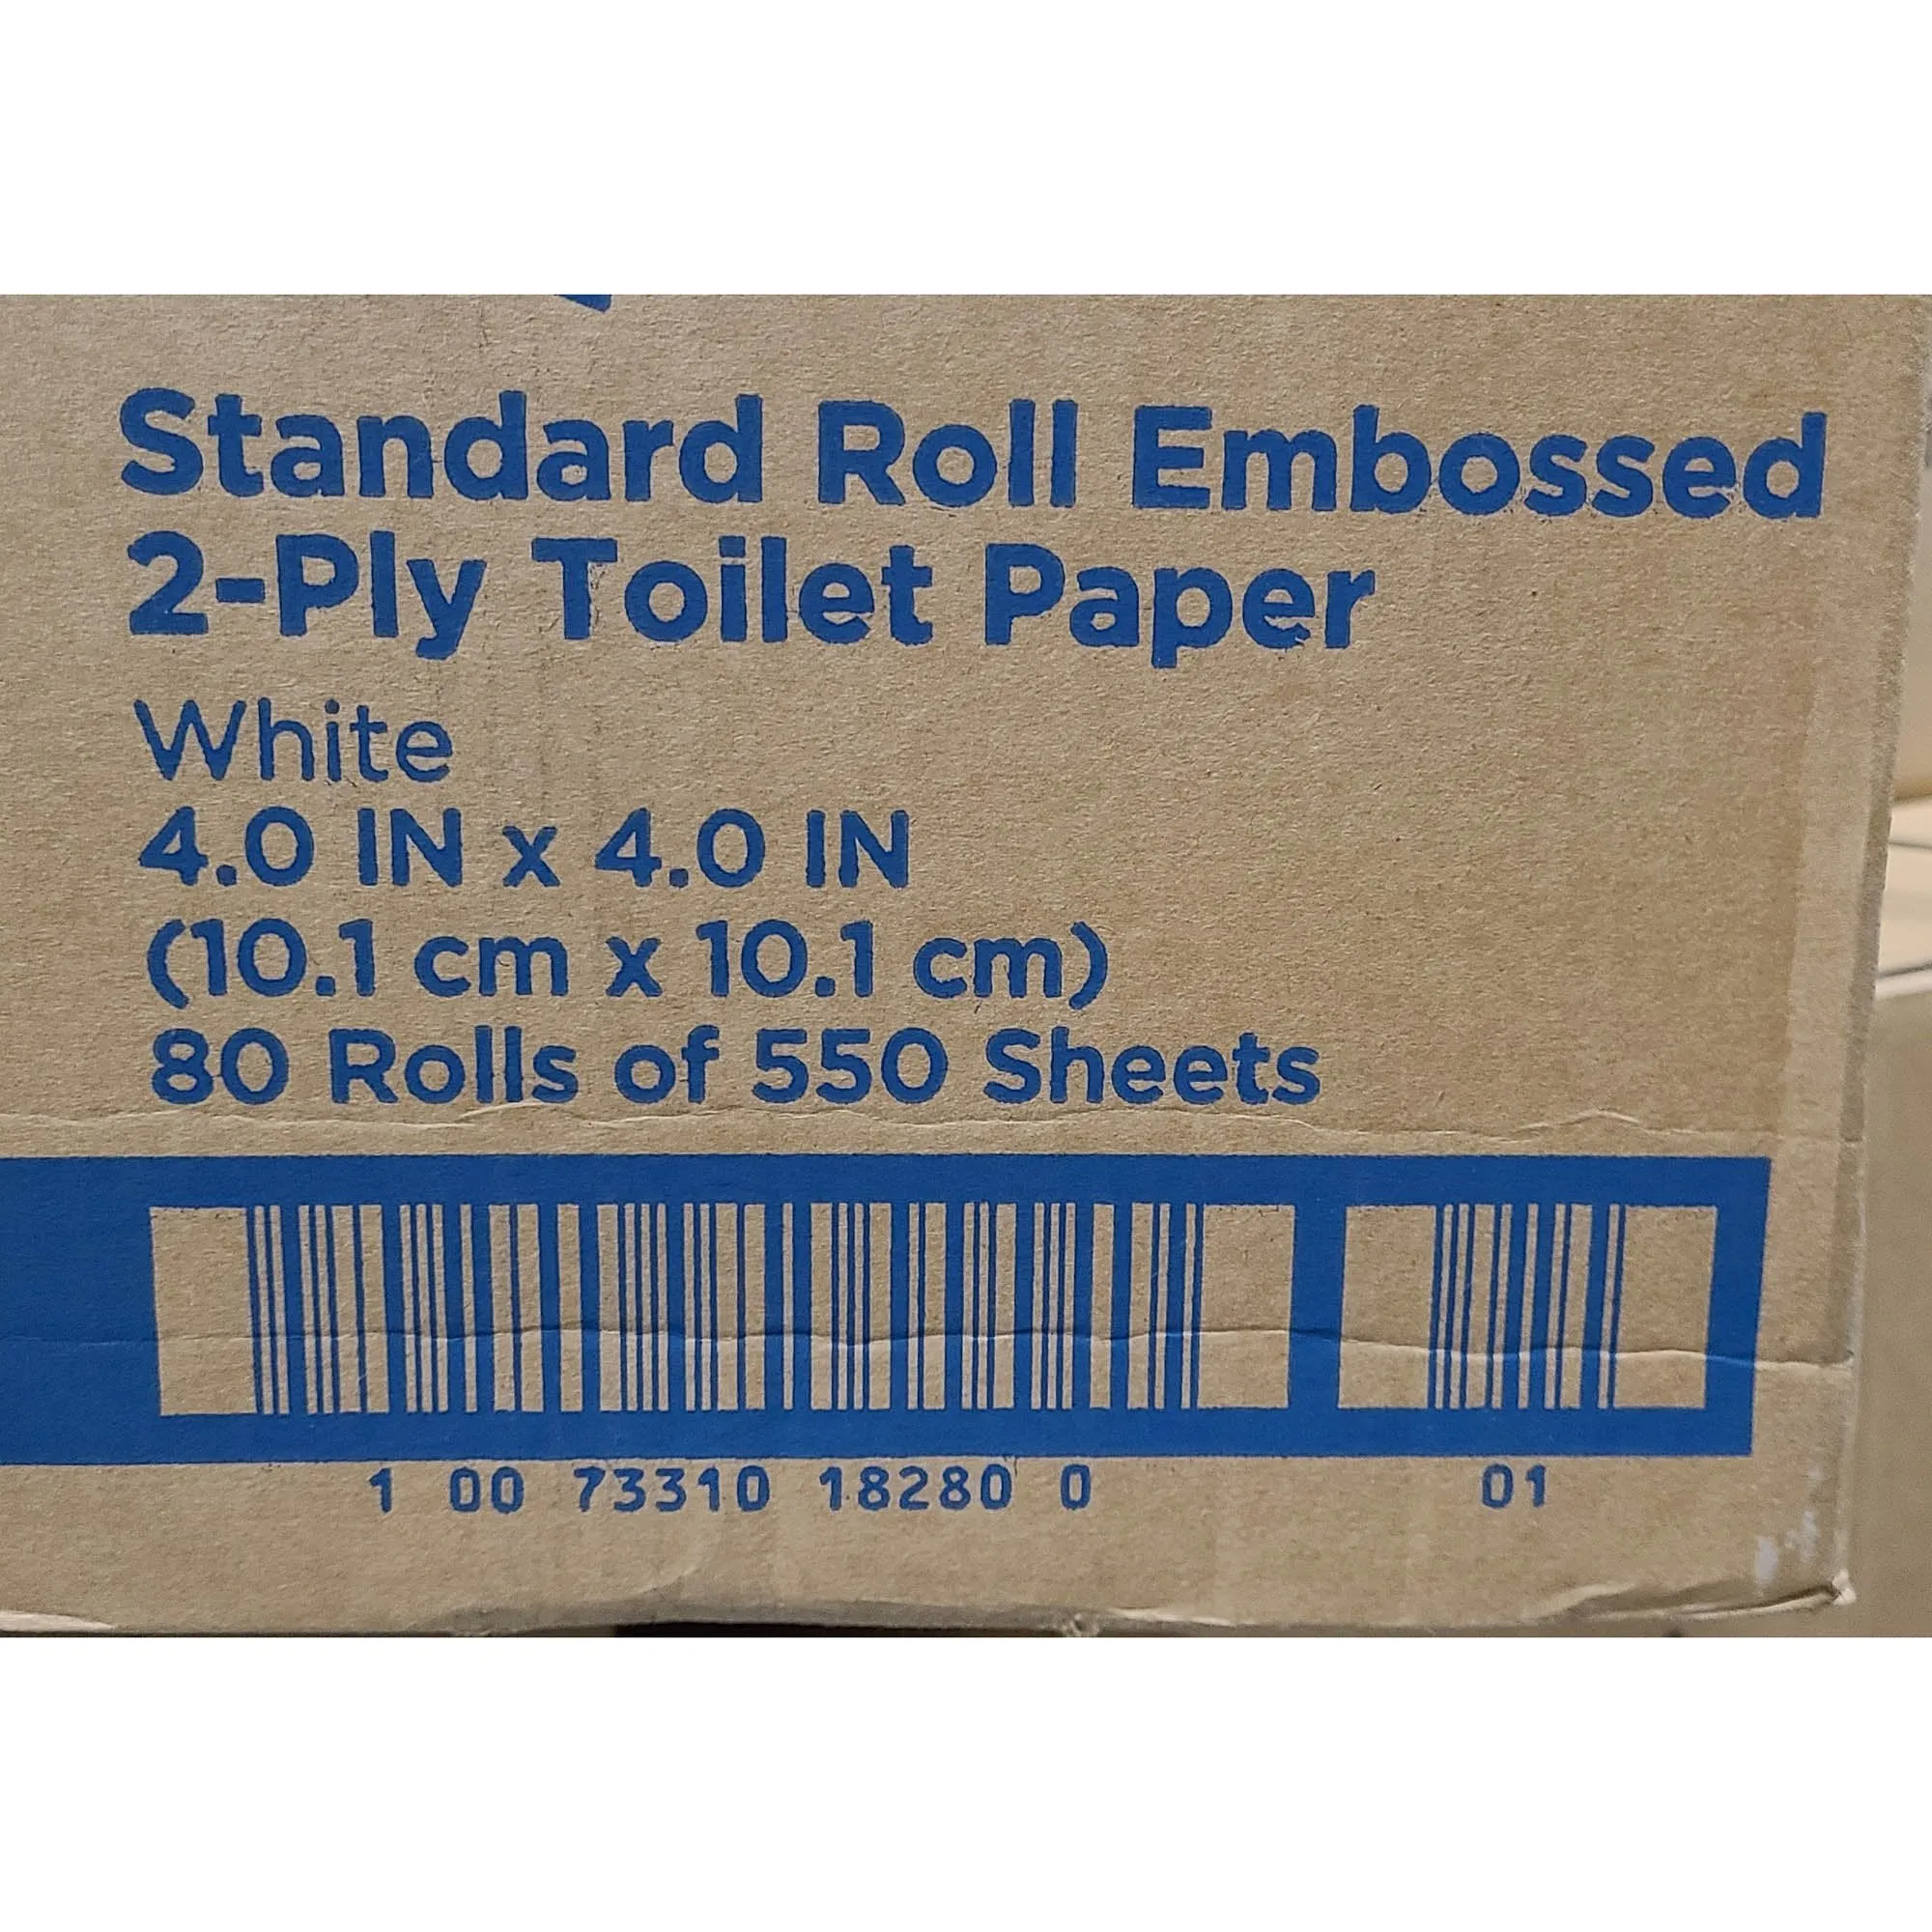 Standard Roll Embossed
2-Ply Toilet Paper
White
4.0 IN x 4.0 IN
(10.1 cm x 10.1 cm)
80 Rolls of 550 Sheets
1 00 73310 18280 0 01